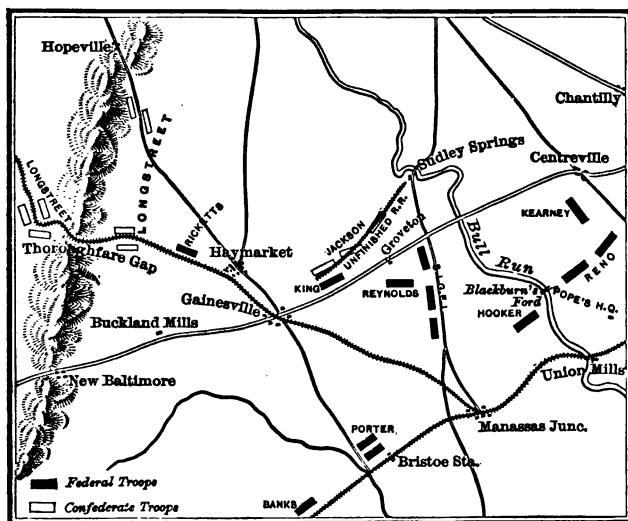 Hopeville
Chantilly
Sudley Springs
Centreville
LONGSTREET
LONGSTREET
KEARNEY
RICKETTS
JACKSON
UNFINISHED R.R.
Groveton
Bull Run
RENO
Thoroughfare Gap
Haymarket
KING
REYNOLDS
SIGEL
Blackburn's Ford
POPE'S H.Q.
Gainesville
HOOKER
Buckland Mills
New Baltimore
Union Mills
PORTER
Manassas Junc.
Bristoe Sta.
Federal Troops
BANKS
Confederate Troops